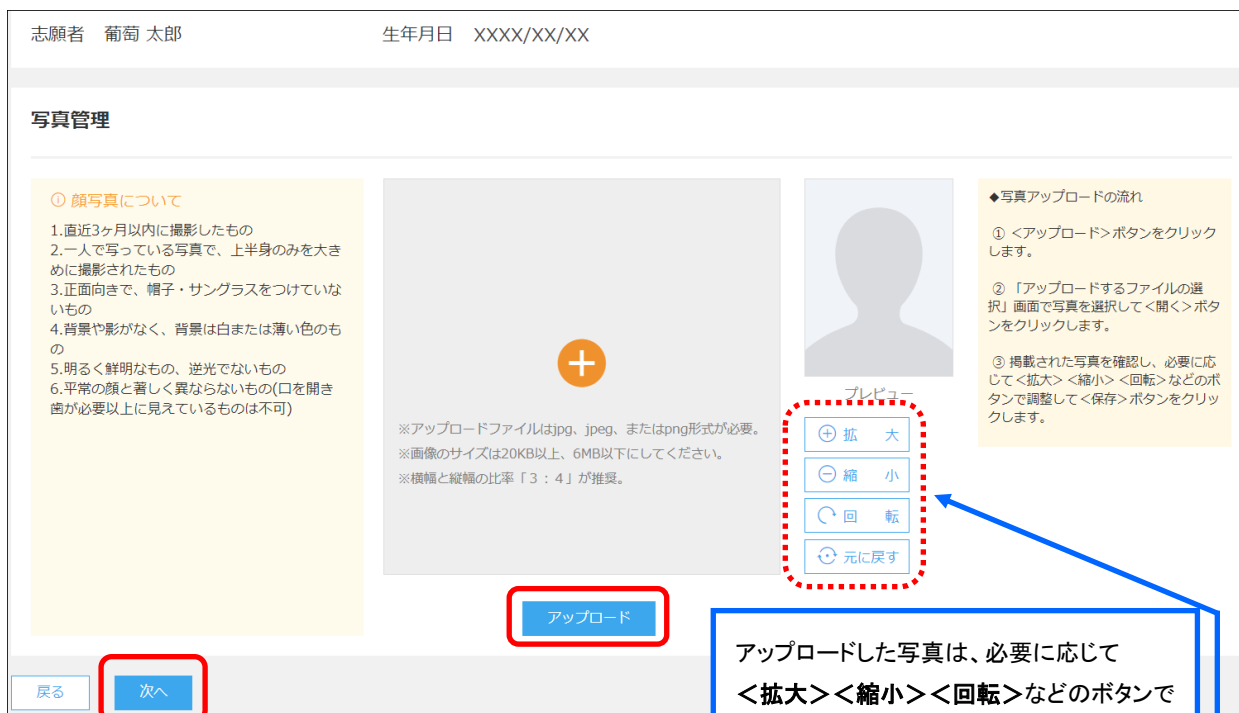 志願者 葡萄 太郎 生年月日 XXXX/XX/XX
写真管理
顔写真について
1.直近3ヶ月以内に撮影したもの
2.一人で写っている写真で、上半身のみを大き
めに撮影されたもの
3.正面向きで、帽子・サングラスをつけていな
いもの
4.背景や影がなく、背景は白または薄い色のも
の
5.明るく鮮明なもの、逆光でないもの
6.平常の顔と著しく異ならないもの(口を開き
歯が必要以上に見えているものは不可)
※アップロードファイルはjpg、jpeg、またはpng形式が必要。
※画像のサイズは20KB以上、6MB以下にしてください。
※横幅と縦幅の比率「3：4」が推奨。
アップロード
プレビュー
拡 大
縮 小
回 転
元に戻す
◆写真アップロードの流れ
① <アップロード>ボタンをクリック
します。
② 「アップロードするファイルの選
択」画面で写真を選択して<開く>ボタ
ンをクリックします。
③ 掲載された写真を確認し、必要に応
じて<拡大> <縮小> <回転>などのボ
タンで調整して<保存>ボタンをクリッ
クします。
アップロードした写真は、必要に応じて
＜拡大＞＜縮小＞＜回転＞などのボタンで
戻る
次へ